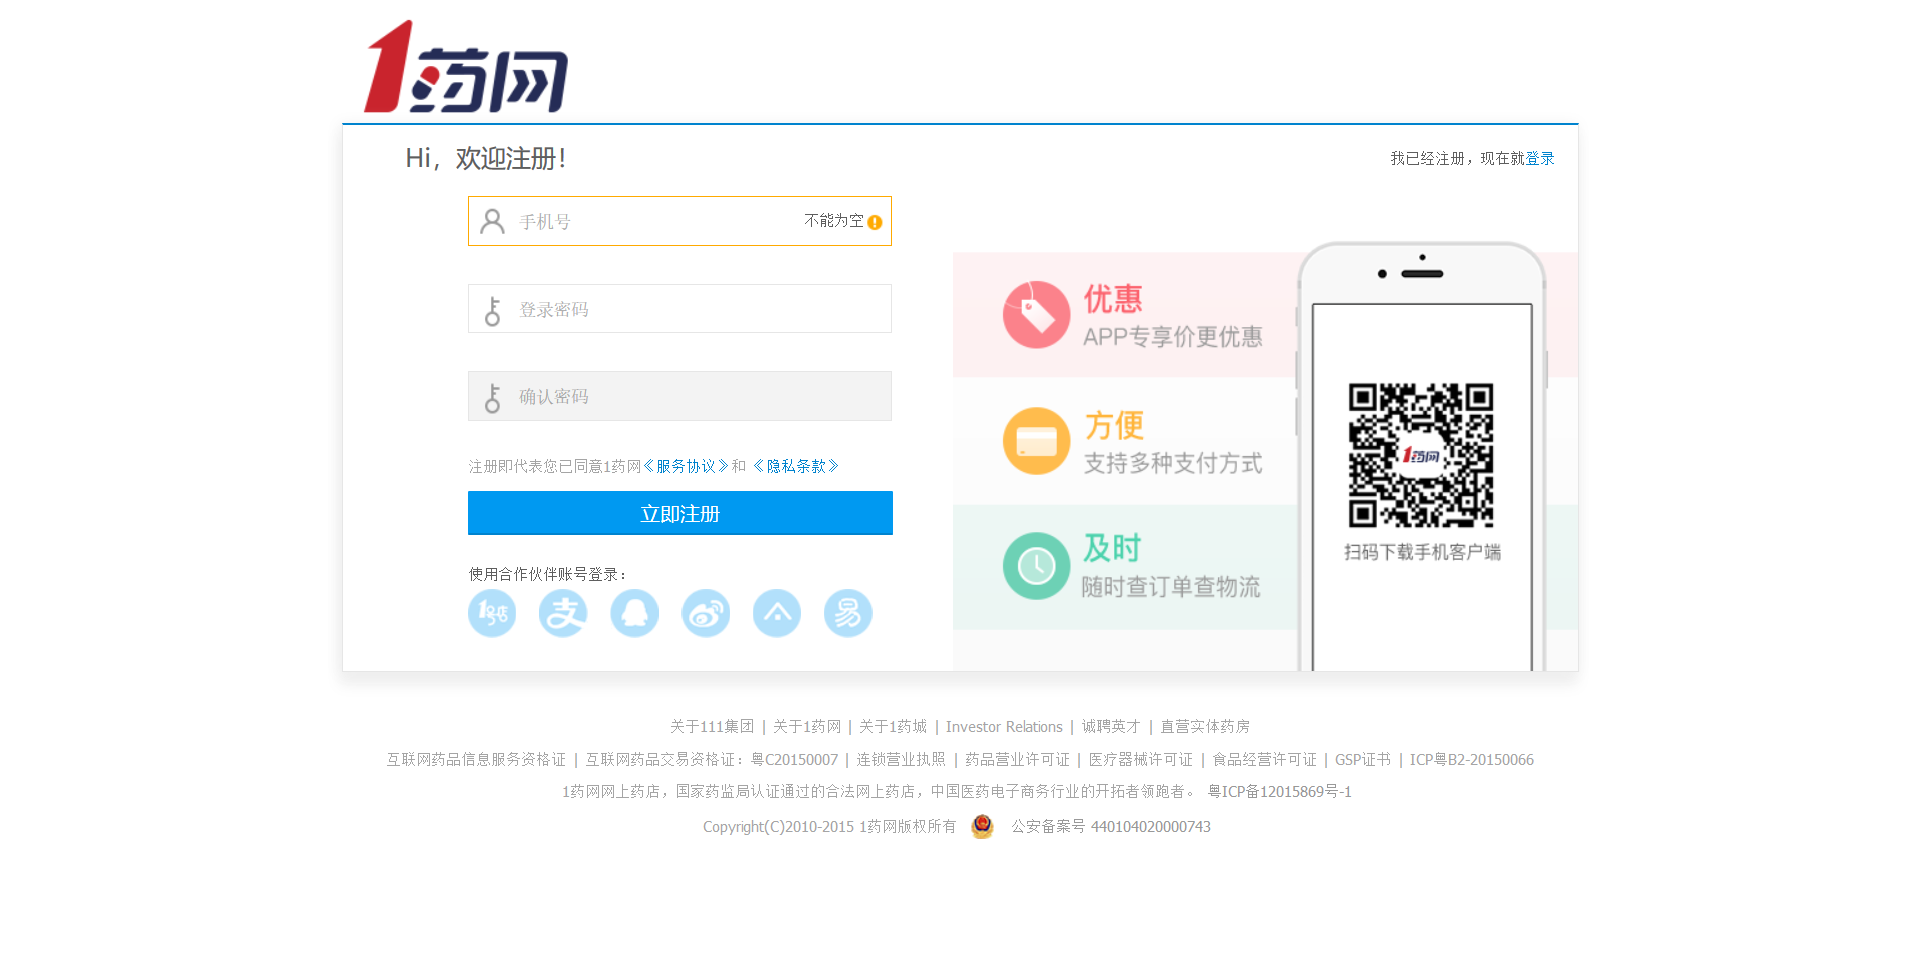 1药网
Hi，欢迎注册！
我已经注册，现在就登录
手机号
不能为空
登录密码
确认密码
注册即代表您已同意1药网《服务协议》和 《隐私条款》
立即注册
使用合作伙伴账号登录：
支
易
优惠
APP专享价更优惠
方便
支持多种支付方式
及时
随时查订单查物流
1药网
扫码下载手机客户端
关于111集团 | 关于1药网 | 关于1药城 | Investor Relations | 诚聘英才 | 直营实体药房
互联网药品信息服务资格证 | 互联网药品交易资格证：粤C20150007 | 连锁营业执照 | 药品营业许可证 | 医疗器械许可证 | 食品经营许可证 | GSP证书 | ICP粤B2-20150066
1药网网上药店，国家药监局认证通过的合法网上药店，中国医药电子商务行业的开拓者领跑者。 粤ICP备12015869号-1
Copyright(C)2010-2015 1药网版权所有 公安备案号 440104020000743